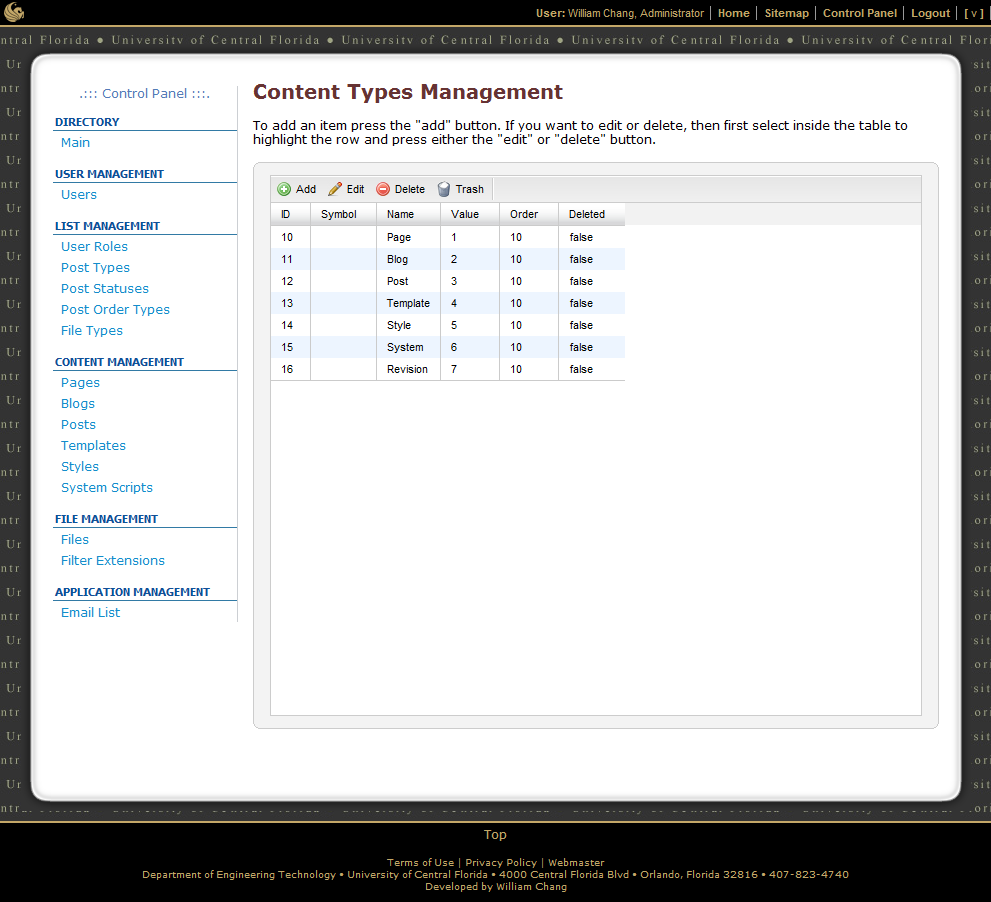 User: William Chang, Administrator | Home | Sitemap | Control Panel | Logout | [ v ]
ntral Florida ● University of Central Florida ● University of Central Florida ● University of Central Florida ● University of Central Flor
.::: Control Panel :::.
DIRECTORY
Main
USER MANAGEMENT
Users
LIST MANAGEMENT
User Roles
Post Types
Post Statuses
Post Order Types
File Types
CONTENT MANAGEMENT
Pages
Blogs
Posts
Templates
Styles
System Scripts
FILE MANAGEMENT
Files
Filter Extensions
APPLICATION MANAGEMENT
Email List
Content Types Management
To add an item press the "add" button. If you want to edit or delete, then first select inside the table to
highlight the row and press either the "edit" or "delete" button.
Add Edit Delete Trash
ID Symbol Name Value Order Deleted
10 Page 1 10 false
11 Blog 2 10 false
12 Post 3 10 false
13 Template 4 10 false
14 Style 5 10 false
15 System 6 10 false
16 Revision 7 10 false
Top
Terms of Use | Privacy Policy | Webmaster
Department of Engineering Technology • University of Central Florida • 4000 Central Florida Blvd • Orlando, Florida 32816 • 407-823-4740
Developed by William Chang